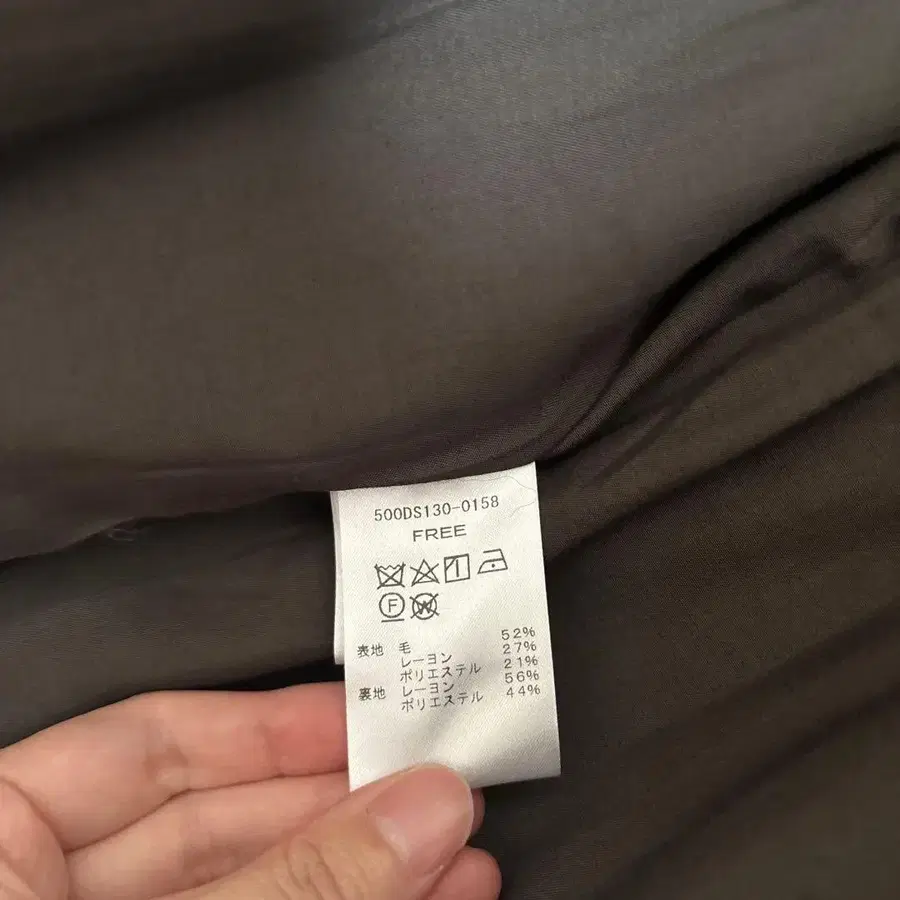 500DS130-0158
FREE
F W
表地 毛 52%
レーヨン 27%
ポリエステル 21%
裏地 レーヨン 56%
ポリエステル 44%